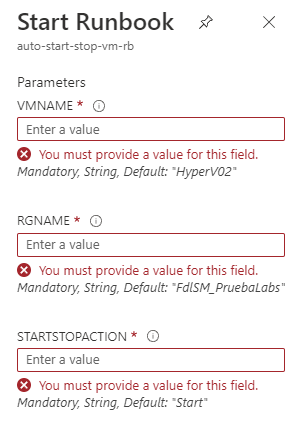 Start Runbook
auto-start-stop-vm-rb
Parameters
VMNAME *
Enter a value
You must provide a value for this field.
Mandatory, String, Default: "HyperV02"
RGNAME *
Enter a value
You must provide a value for this field.
Mandatory, String, Default: "FdlSM_PruebaLabs"
STARTSTOPACTION *
Enter a value
You must provide a value for this field.
Mandatory, String, Default: "Start"